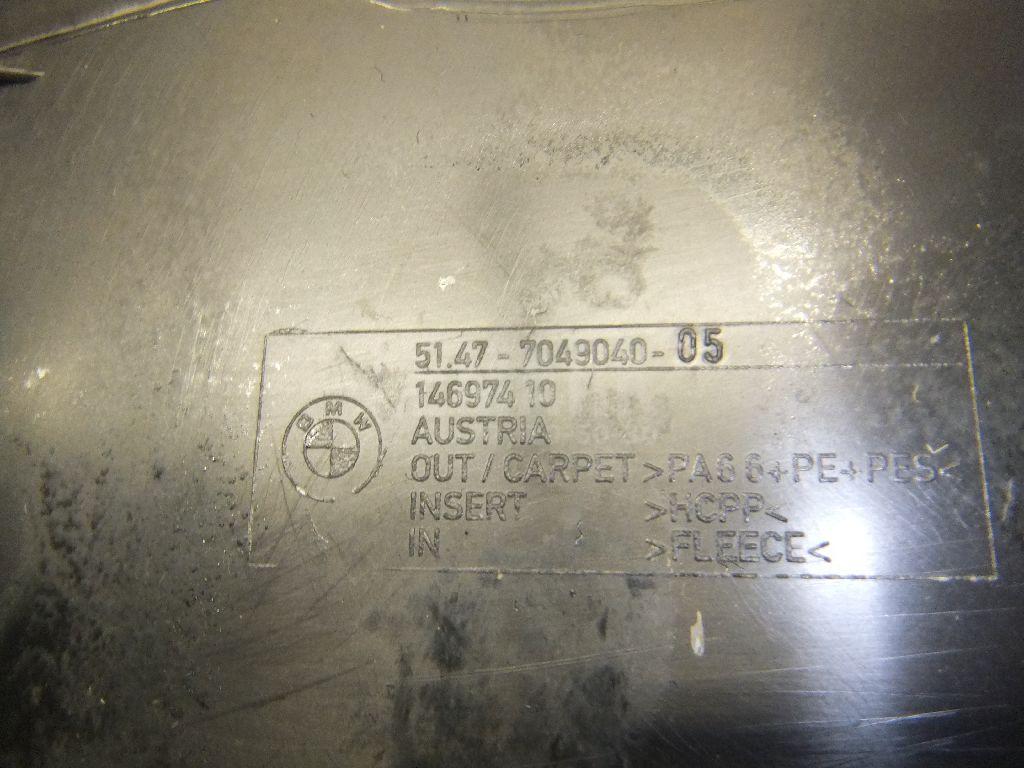 51.47 - 7049040- 05
146974 10
BMW
AUSTRIA
OUT / CARPET >PA6 6+PE+PES<
INSERT >HCPP<
IN >FLEECE<